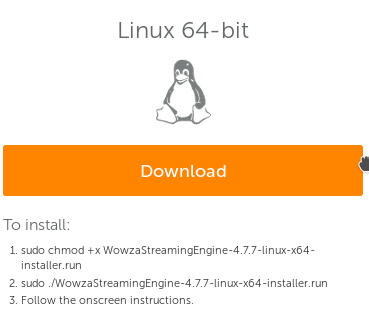 Linux 64-bit
Download
To install:
1. sudo chmod +x WowzaStreamingEngine-4.7.7-linux-x64-
installer.run
2. sudo ./WowzaStreamingEngine-4.7.7-linux-x64-installer.run
3. Follow the onscreen instructions.